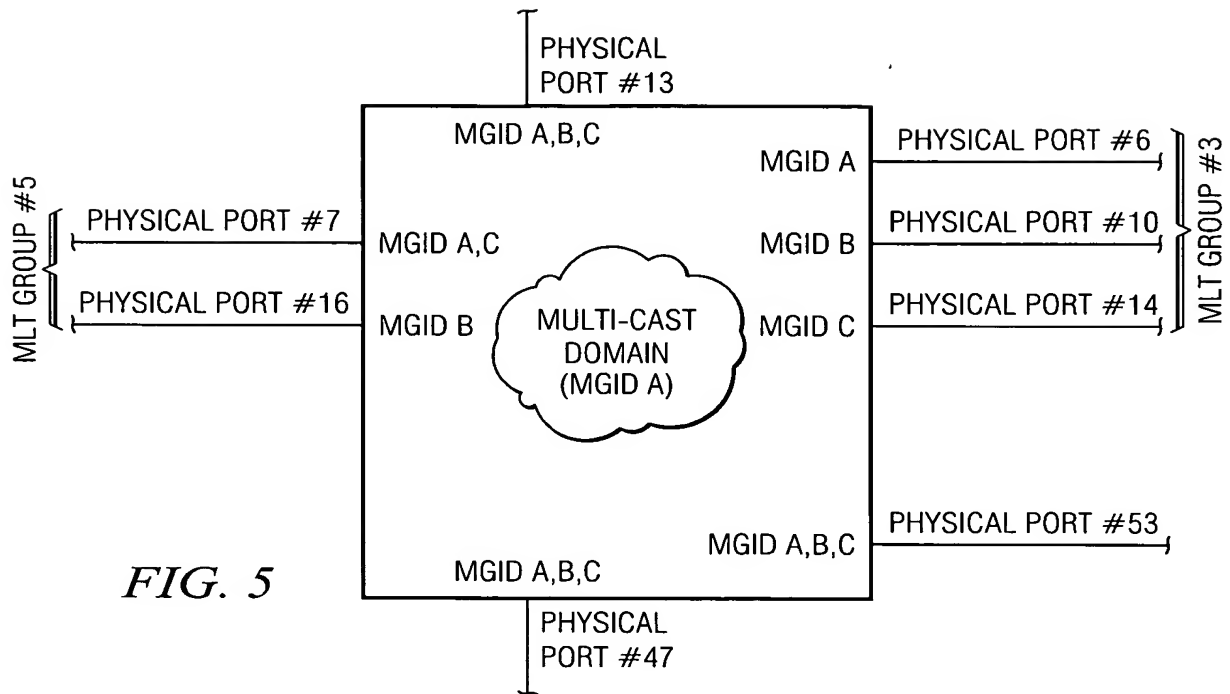 PHYSICAL
PORT #13
MGID A,B,C
MGID A
PHYSICAL PORT #6
MLT GROUP #5
PHYSICAL PORT #7
MGID A,C
MGID B
PHYSICAL PORT #10
MLT GROUP #3
PHYSICAL PORT #16
MGID B
MULTI-CAST
DOMAIN
(MGID A)
MGID C
PHYSICAL PORT #14
MGID A,B,C
PHYSICAL PORT #53
FIG. 5
MGID A,B,C
PHYSICAL
PORT #47